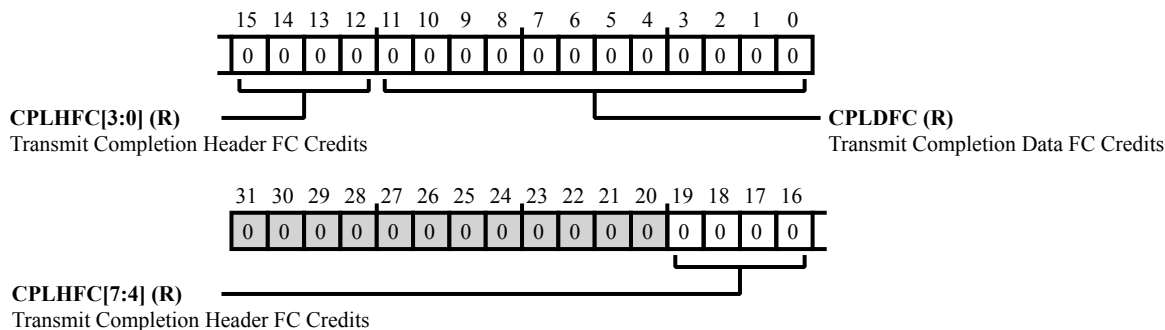 15 14 13 12 11 10 9 8 7 6 5 4 3 2 1 0
0 0 0 0 0 0 0 0 0 0 0 0 0 0 0 0
CPLHFC[3:0] (R)
Transmit Completion Header FC Credits
CPLDFC (R)
Transmit Completion Data FC Credits
31 30 29 28 27 26 25 24 23 22 21 20 19 18 17 16
0 0 0 0 0 0 0 0 0 0 0 0 0 0 0 0
CPLHFC[7:4] (R)
Transmit Completion Header FC Credits